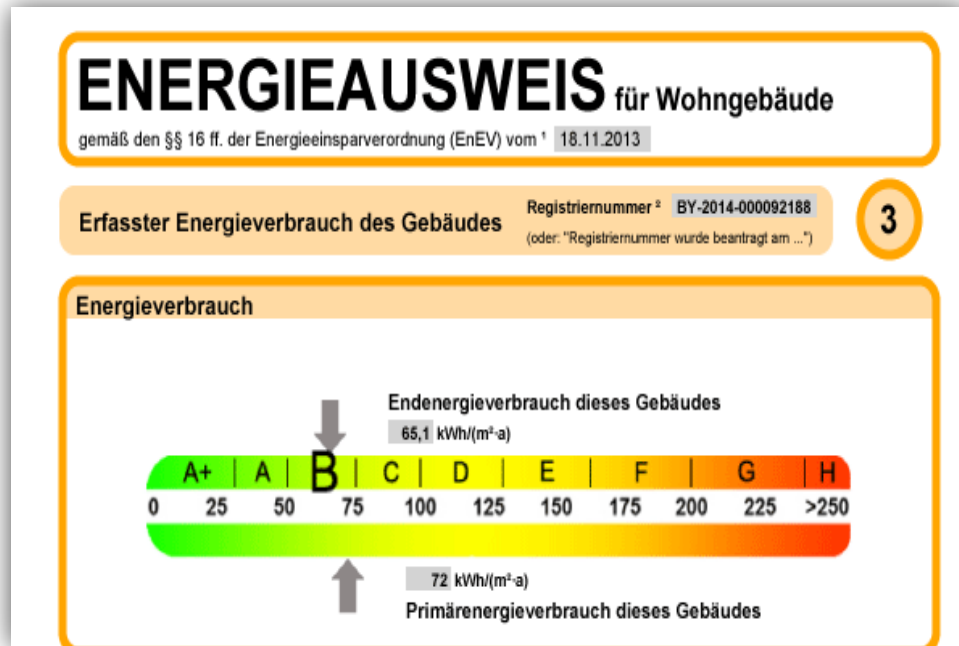 ENERGIEAUSWEIS für Wohngebäude
gemäß den §§ 16 ff. der Energieeinsparverordnung (EnEV) vom ¹ 18.11.2013
Erfasster Energieverbrauch des Gebäudes
Registriernummer ² BY-2014-000092188
(oder: "Registriernummer wurde beantragt am ...")
3
Energieverbrauch
Endenergieverbrauch dieses Gebäudes
65,1 kWh/(m²·a)
A+ A B C D E F G H
0 25 50 75 100 125 150 175 200 225 >250
72 kWh/(m²·a)
Primärenergieverbrauch dieses Gebäudes